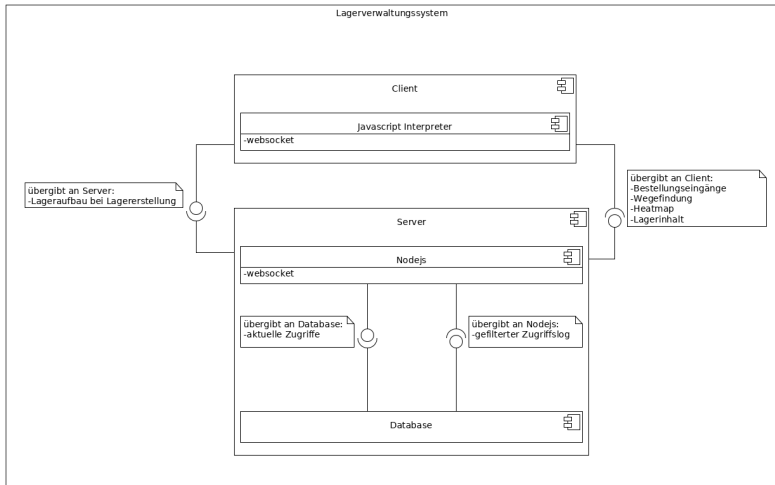 Lagerverwaltungssystem
Client
Javascript Interpreter
-websocket
übergibt an Server:
-Lageraufbau bei Lagererstellung
übergibt an Client:
-Bestellungseingänge
-Wegefindung
-Heatmap
-Lagerinhalt
Server
Nodejs
-websocket
übergibt an Database:
-aktuelle Zugriffe
übergibt an Nodejs:
-gefilterter Zugriffslog
Database